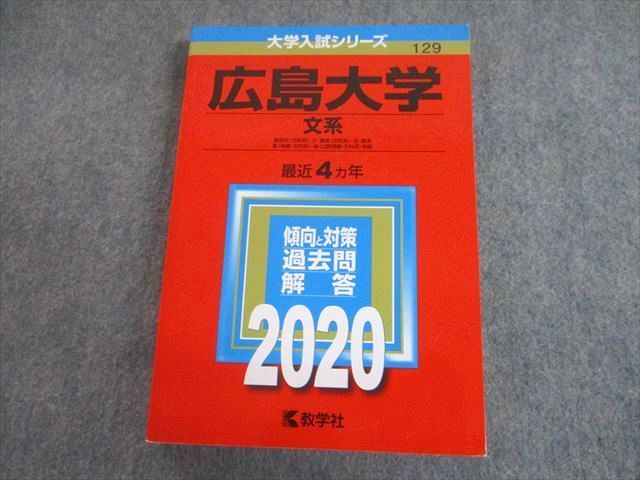 大学入試シリーズ
129
広島大学
文系
最近4カ年
傾向と対策
過去問
解答
2020
教学社